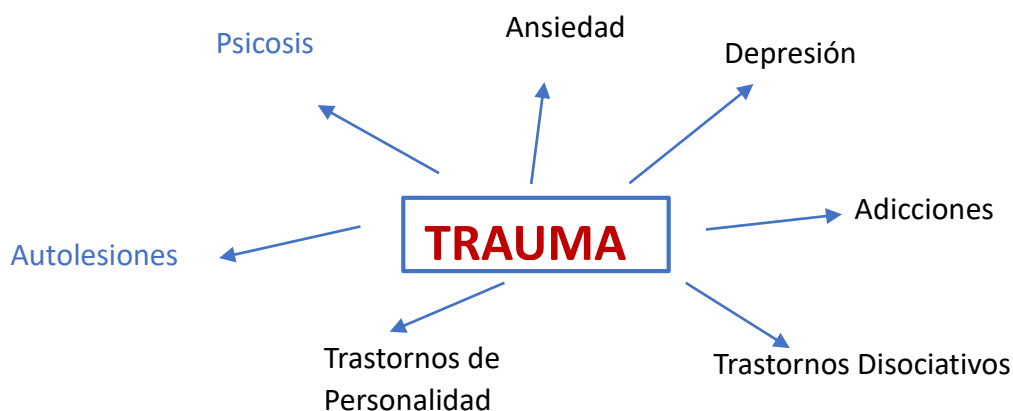 Ansiedad
Psicosis
Depresión
Adicciones
TRAUMA
Autolesiones
Trastornos de
Personalidad
Trastornos Disociativos